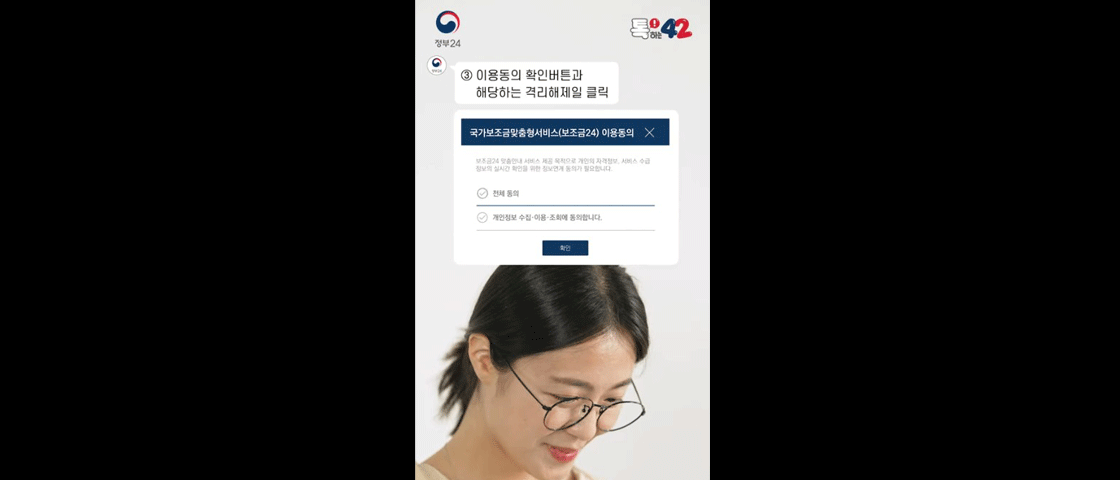 정부24
톡!하는42
③ 이용동의 확인버튼과
해당하는 격리해제일 클릭
국가보조금맞춤형서비스(보조금24) 이용동의
보조금24 맞춤안내 서비스 제공 목적으로 개인의 자격정보, 서비스 수급
정보의 실시간 확인을 위한 정보연계 동의가 필요합니다.
전체 동의
개인정보 수집·이용·조회에 동의합니다.
확인